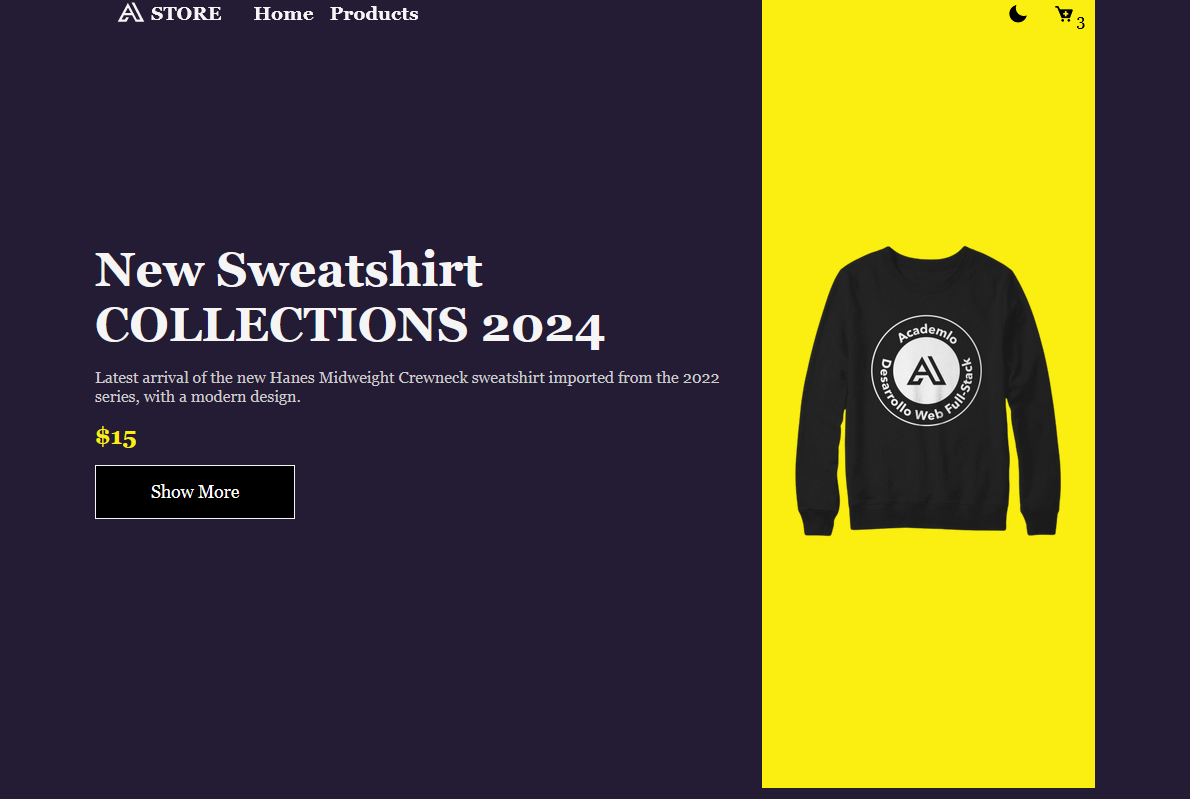 STORE Home Products 3
New Sweatshirt
COLLECTIONS 2024
Latest arrival of the new Hanes Midweight Crewneck sweatshirt imported from the 2022
series, with a modern design.
$15
Show More
Academlo
Desarrollo Web Full-Stack